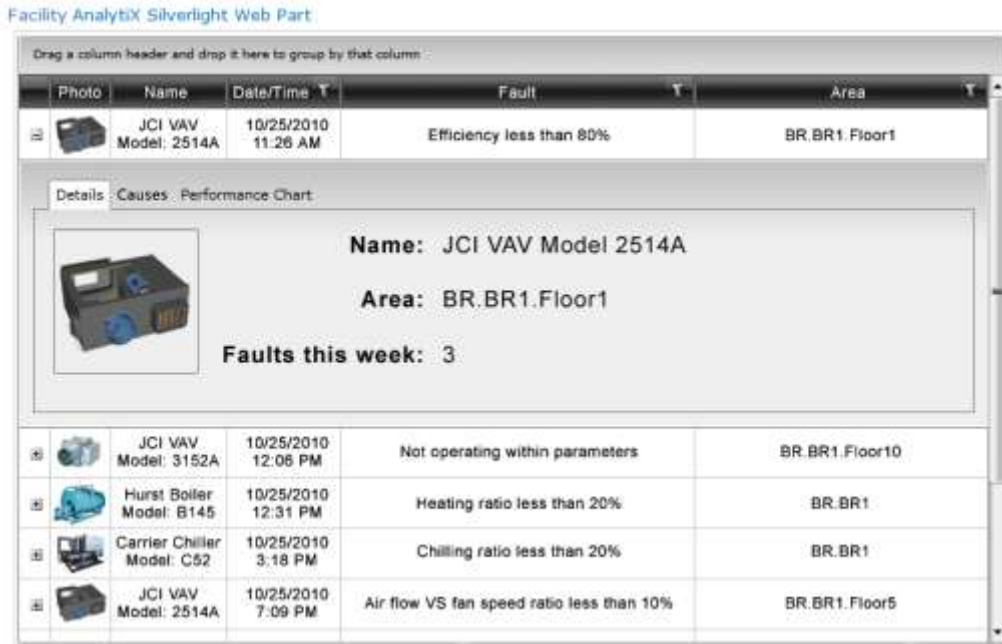 Facility AnalytiX Silverlight Web Part
Drag a column header and drop it here to group by that column
Photo Name Date/Time Fault Area
JCI VAV 10/25/2010
Model: 2514A 11:26 AM Efficiency less than 80% BR.BR1.Floor1
Details Causes Performance Chart
Name: JCI VAV Model 2514A
Area: BR.BR1.Floor1
Faults this week: 3
JCI VAV 10/25/2010
Model: 3152A 12:06 PM Not operating within parameters BR.BR1.Floor10
Hurst Boiler 10/25/2010
Model: B145 12:31 PM Heating ratio less than 20% BR.BR1
Carrier Chiller 10/25/2010
Model: C52 3:18 PM Chilling ratio less than 20% BR.BR1
JCI VAV 10/25/2010
Model: 2514A 7:09 PM Air flow VS fan speed ratio less than 10% BR.BR1.Floor5